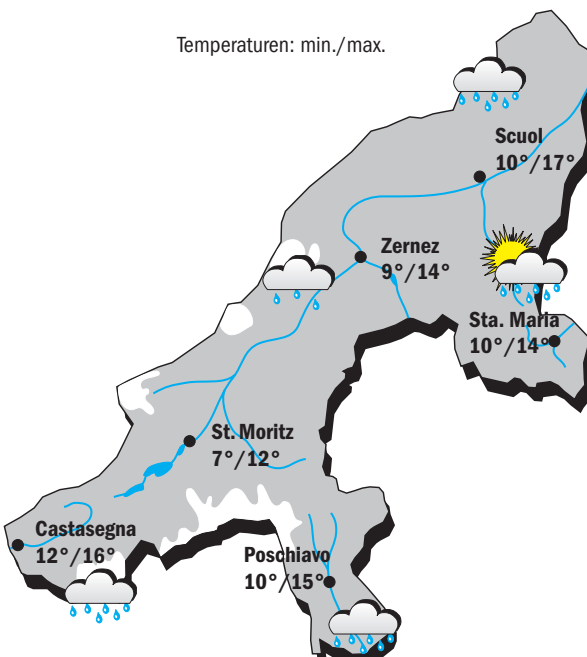 Temperaturen: min./max.
Scuol
10°/17°
Zernez
9°/14°
Sta. Maria
10°/14°
St. Moritz
7°/12°
Castasegna
12°/16°
Poschiavo
10°/15°